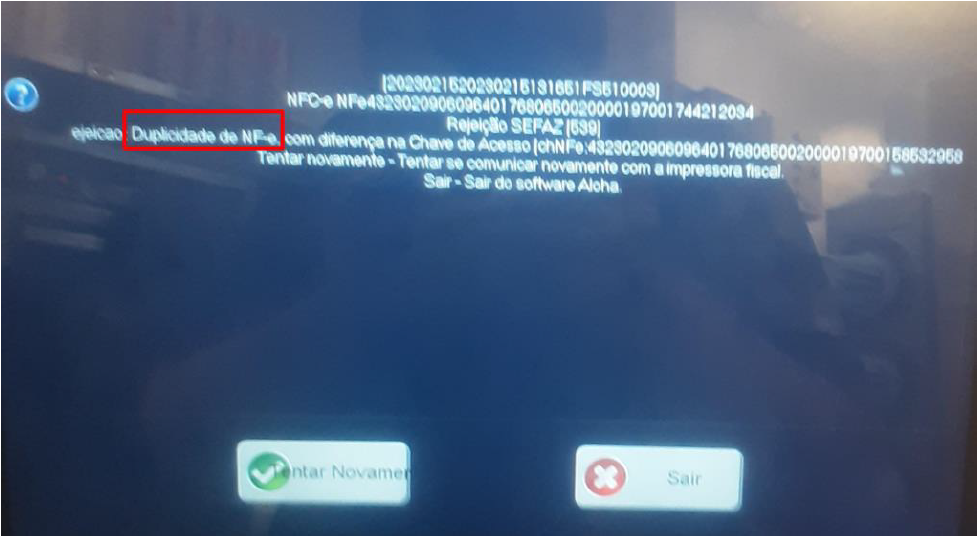 [2023021520230215131651FS510003]
NFC-e NFe43230209060964017680650020000197001744212034
Rejeição SEFAZ [539]
ejeicao: Duplicidade de NF-e, com diferença na Chave de Acesso [chNFe:4323020906096401768065002000019700158532958
Tentar novamente - Tentar se comunicar novamente com a impressora fiscal.
Sair - Sair do software Aloha.
Tentar Novamer
Sair